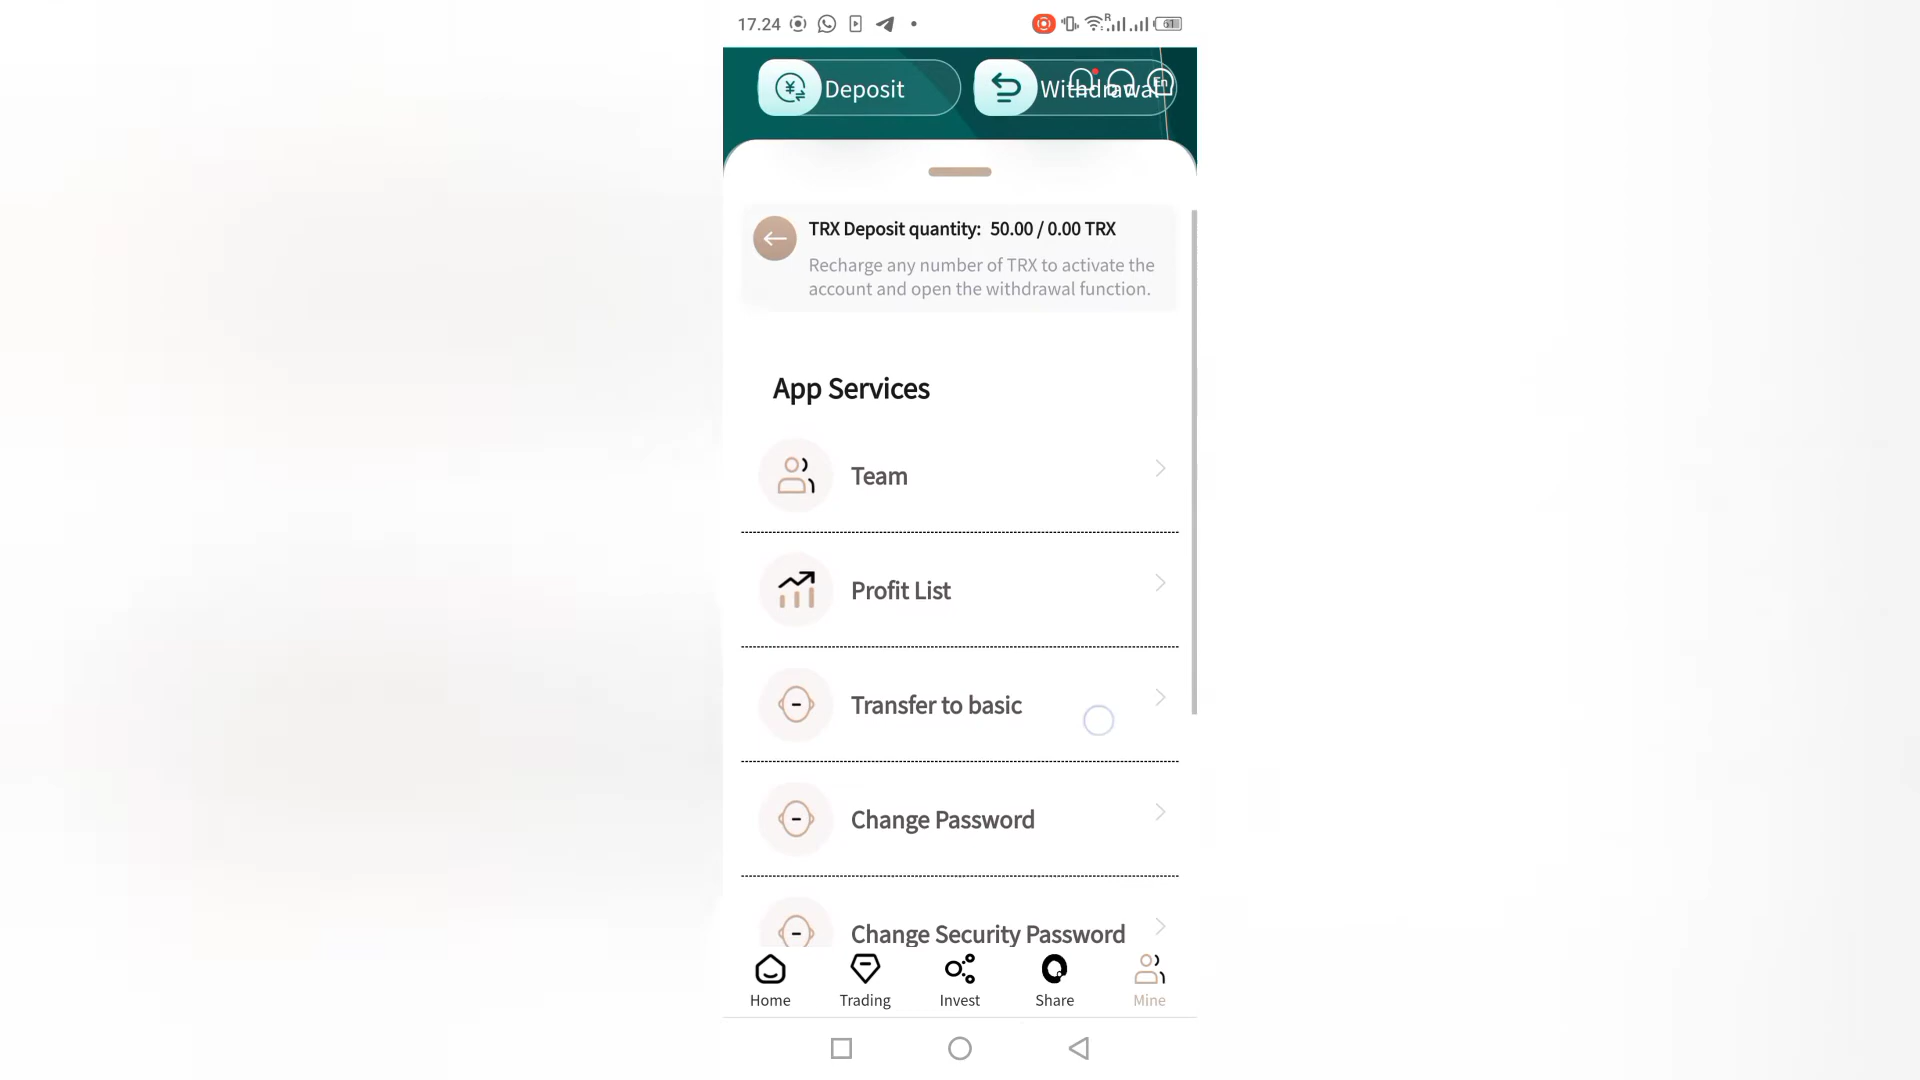 17.24
Deposit
Withdrawal
En
TRX Deposit quantity: 50.00 / 0.00 TRX
Recharge any number of TRX to activate the
account and open the withdrawal function.
App Services
Team
Profit List
Transfer to basic
Change Password
Change Security Password
Home
Trading
Invest
Share
Mine